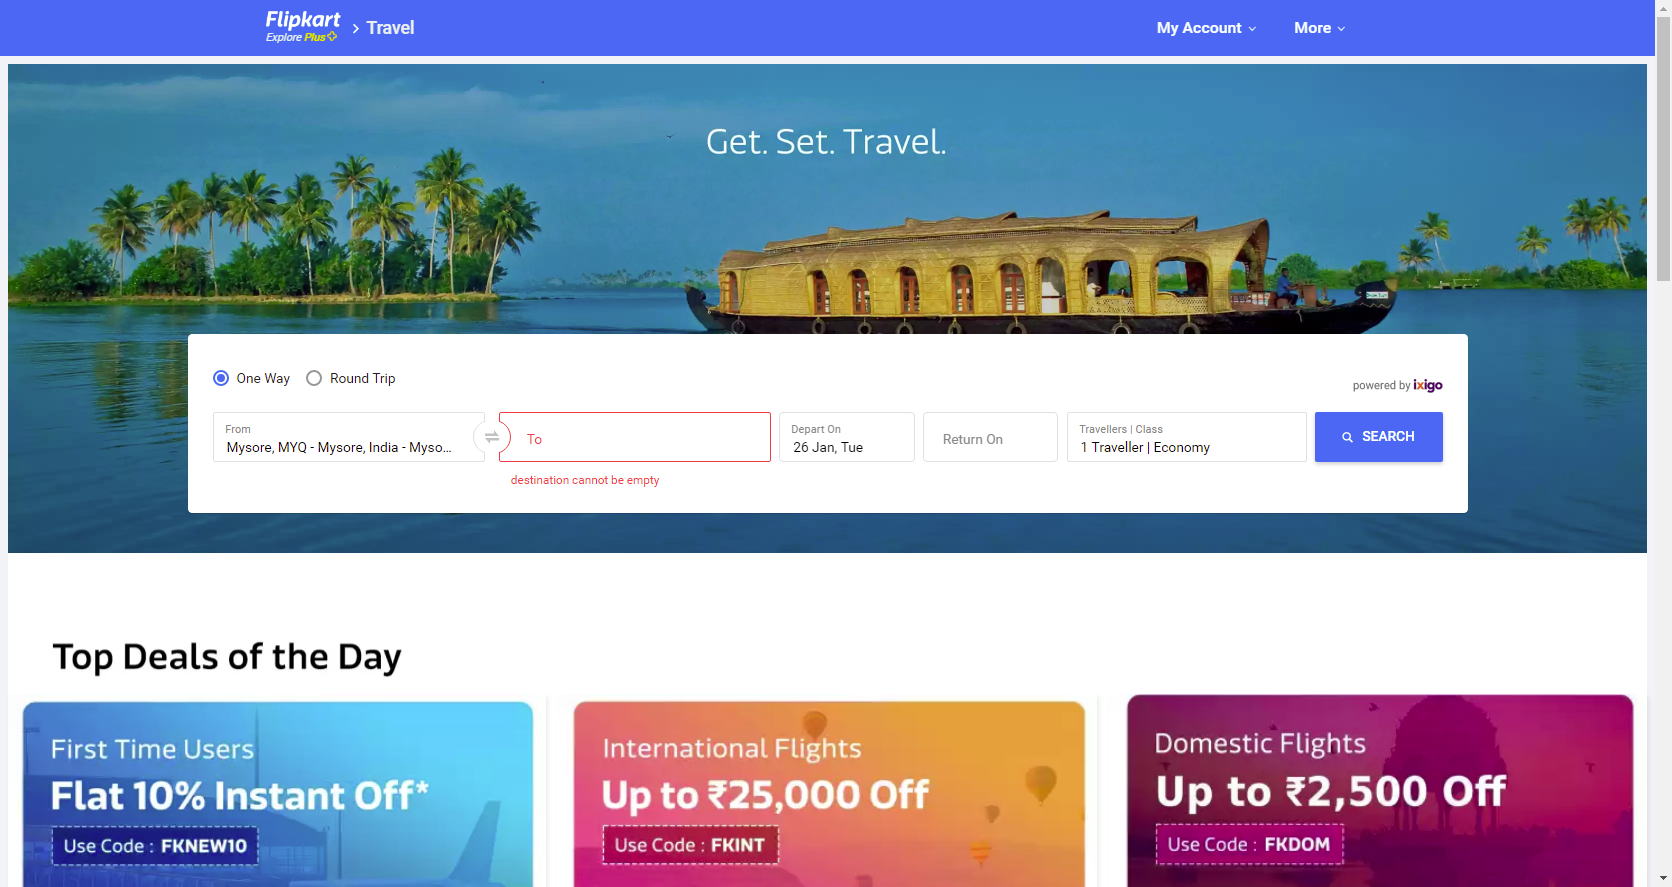 Flipkart
Explore Plus
Travel
My Account
More
Get. Set. Travel.
One Way
Round Trip
powered by ixigo
From
Mysore, MYQ - Mysore, India - Myso...
To
Depart On
26 Jan, Tue
Return On
Travellers | Class
1 Traveller | Economy
SEARCH
destination cannot be empty
Top Deals of the Day
First Time Users
Flat 10% Instant Off*
Use Code : FKNEW10
International Flights
Up to ₹25,000 Off
Use Code : FKINT
Domestic Flights
Up to ₹2,500 Off
Use Code : FKDOM